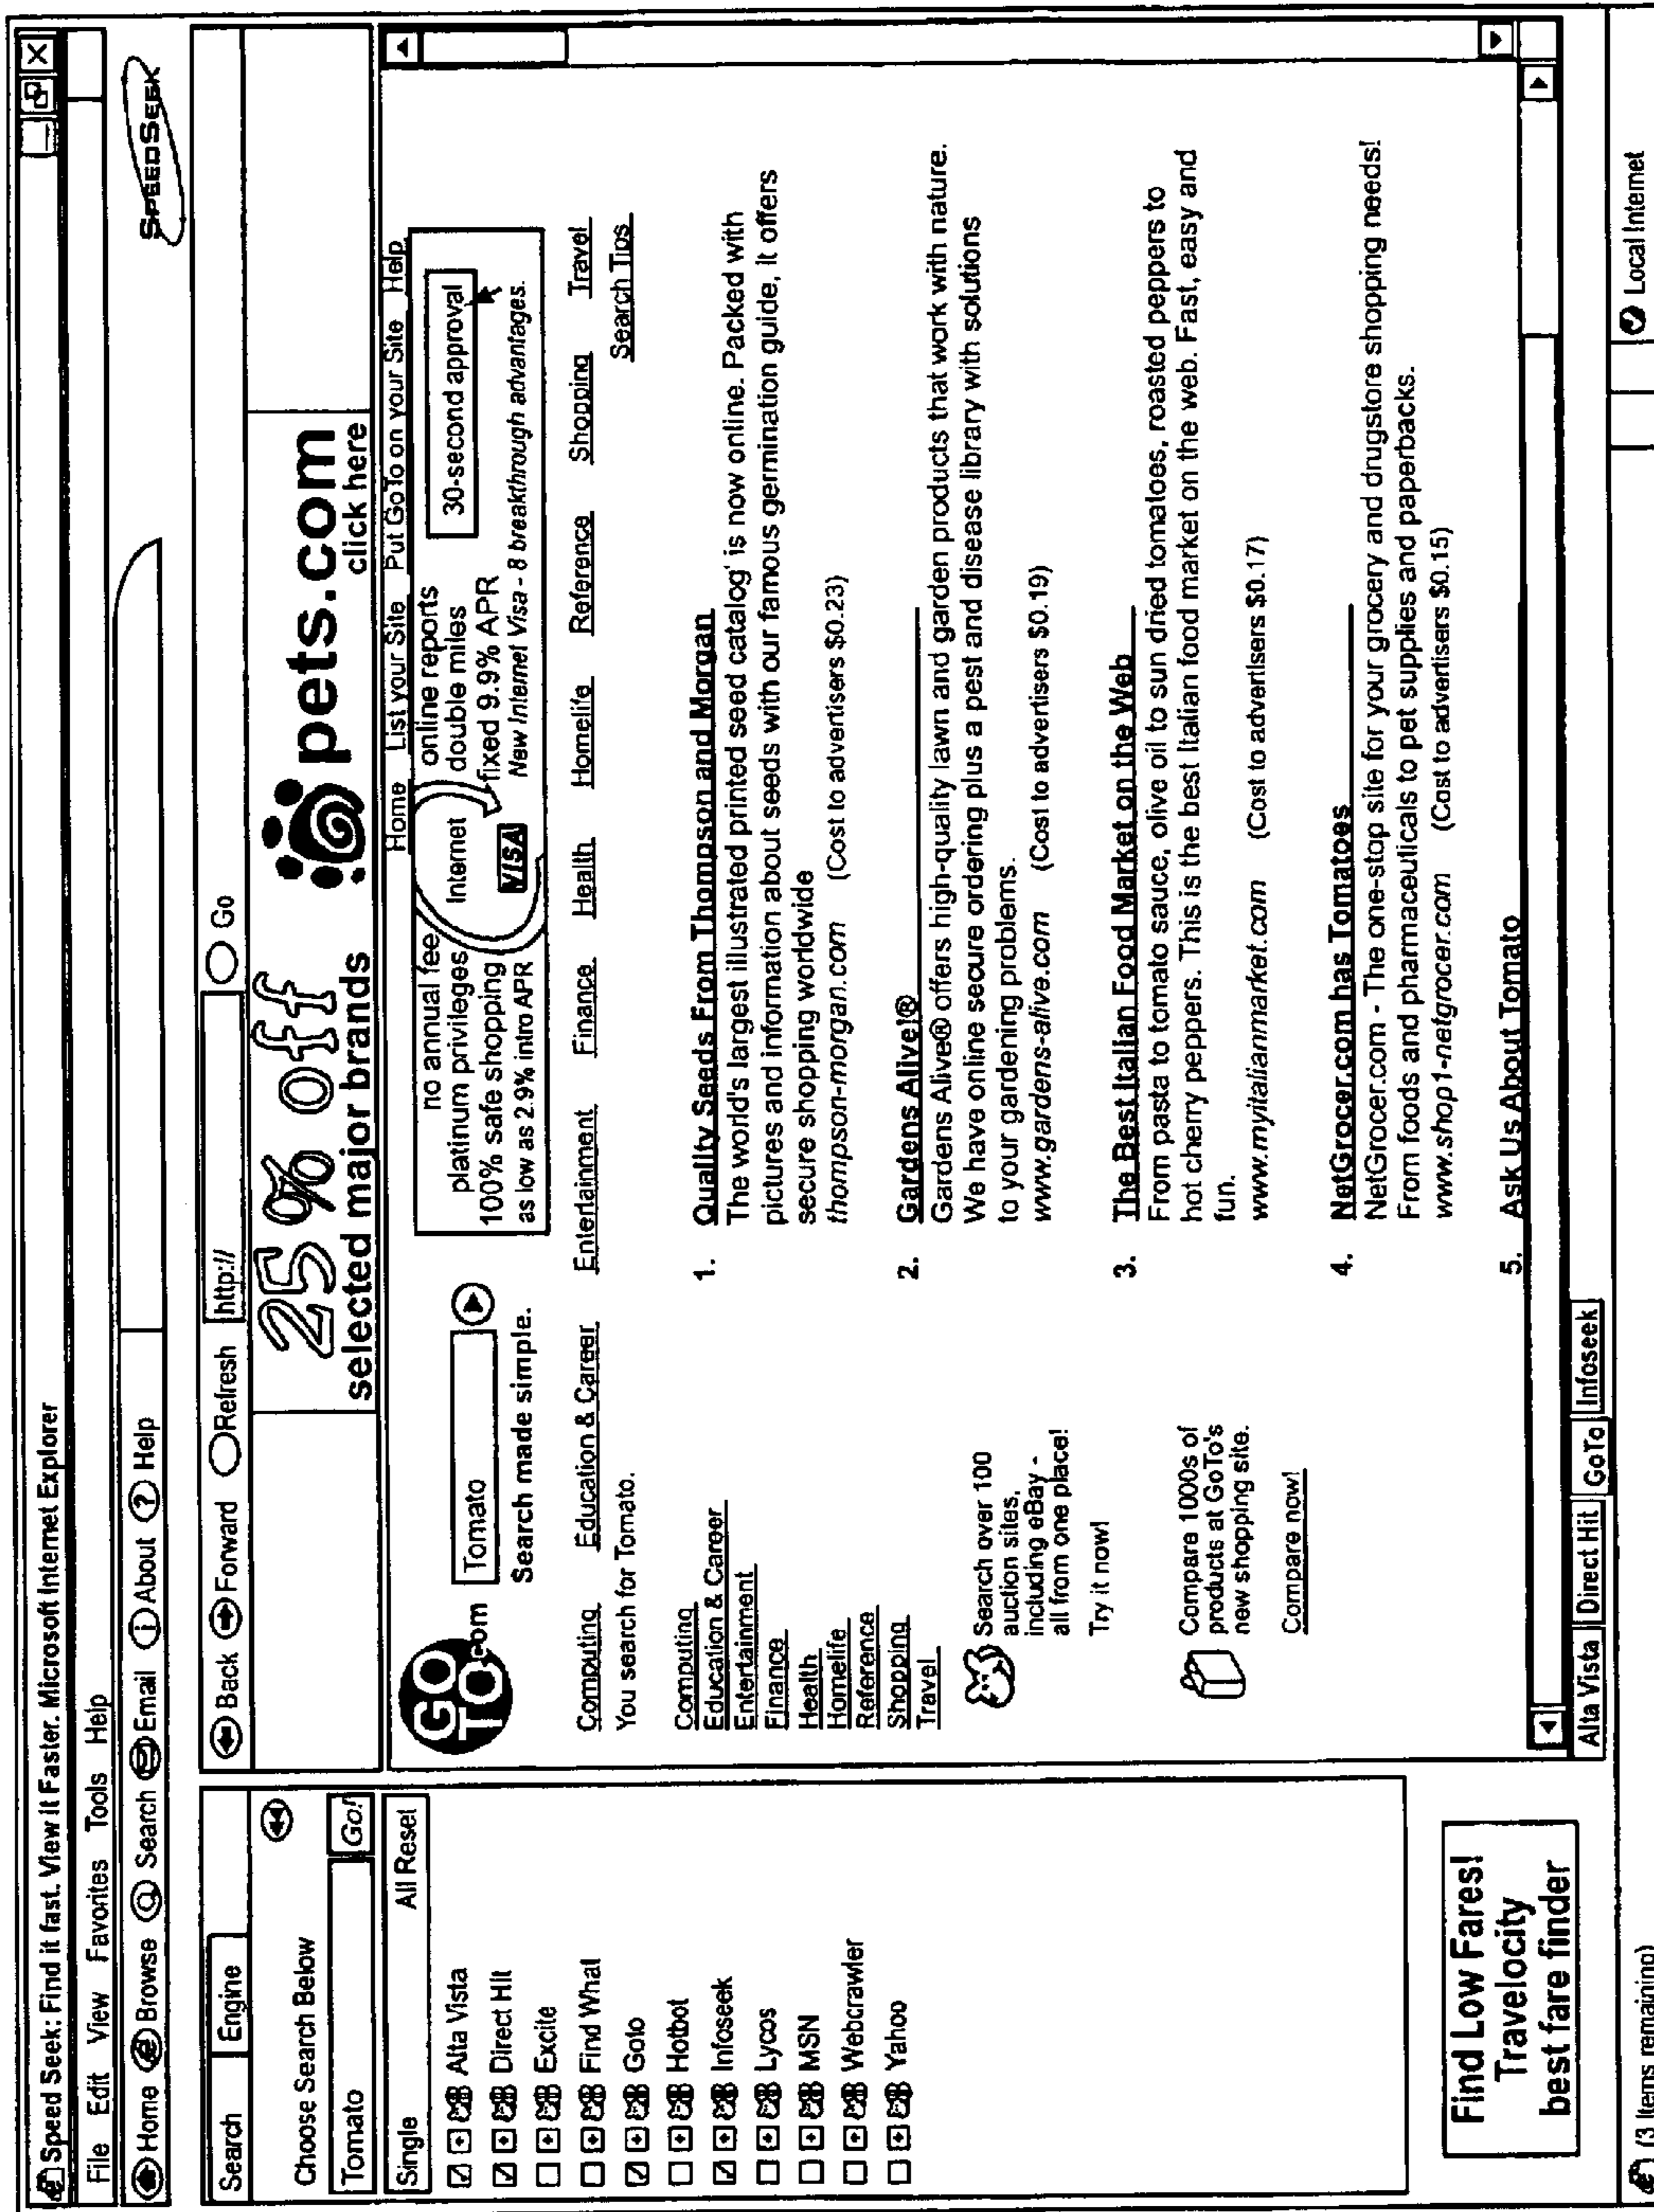 Speed Seek: Find it fast. View it Faster. Microsoft Internet Explorer
File Edit View Favorites Tools Help
Home Browse Search Email About Help
SPEEDSEEK
Search Engine
Choose Search Below
Tomato Go!
Single All Reset
Alta Vista
Direct Hit
Excite
Find What
Goto
Hotbot
Infoseek
Lycos
MSN
Webcrawler
Yahoo
Find Low Fares!
Travelocity
best fare finder
Back Forward Refresh http:// Go
25% off
selected major brands
pets.com
click here
Home List your Site Put GoTo on your Site Help
GO
TO.com
Tomato
Search made simple.
no annual fee
platinum privileges
100% safe shopping
as low as 2.9% intro APR
Internet
VISA
online reports
double miles
fixed 9.9% APR
New Internet Visa - 8 breakthrough advantages.
30-second approval
Computing Education & Career Entertainment Finance Health Homelife Reference Shopping Travel
You search for Tomato.
Search Tips
Computing
Education & Career
Entertainment
Finance
Health
Homelife
Reference
Shopping
Travel
Search over 100
auction sites,
including eBay -
all from one place!
Try it now!
Compare 100s of
products at GoTo's
new shopping site.
Compare now!
1. Quality Seeds From Thompson and Morgan
The world's largest illustrated printed seed catalog' is now online. Packed with
pictures and information about seeds with our famous germination guide, it offers
secure shopping worldwide
thompson-morgan.com (Cost to advertisers $0.23)
2. Gardens Alive!®
Gardens Alive® offers high-quality lawn and garden products that work with nature.
We have online secure ordering plus a pest and disease library with solutions
to your gardening problems.
www.gardens-alive.com (Cost to advertisers $0.19)
3. The Best Italian Food Market on the Web
From pasta to tomato sauce, olive oil to sun dried tomatoes, roasted peppers to
hot cherry peppers. This is the best Italian food market on the web. Fast, easy and
fun.
www.myitalianmarket.com (Cost to advertisers $0.17)
4. NetGrocer.com has Tomatoes
NetGrocer.com - The one-stop site for your grocery and drugstore shopping needs!
From foods and pharmaceuticals to pet supplies and paperbacks.
www.shop1-netgrocer.com (Cost to advertisers $0.15)
5. Ask Us About Tomato
Alta Vista Direct Hit GoTo Infoseek
(3 Items remaining)
Local Internet